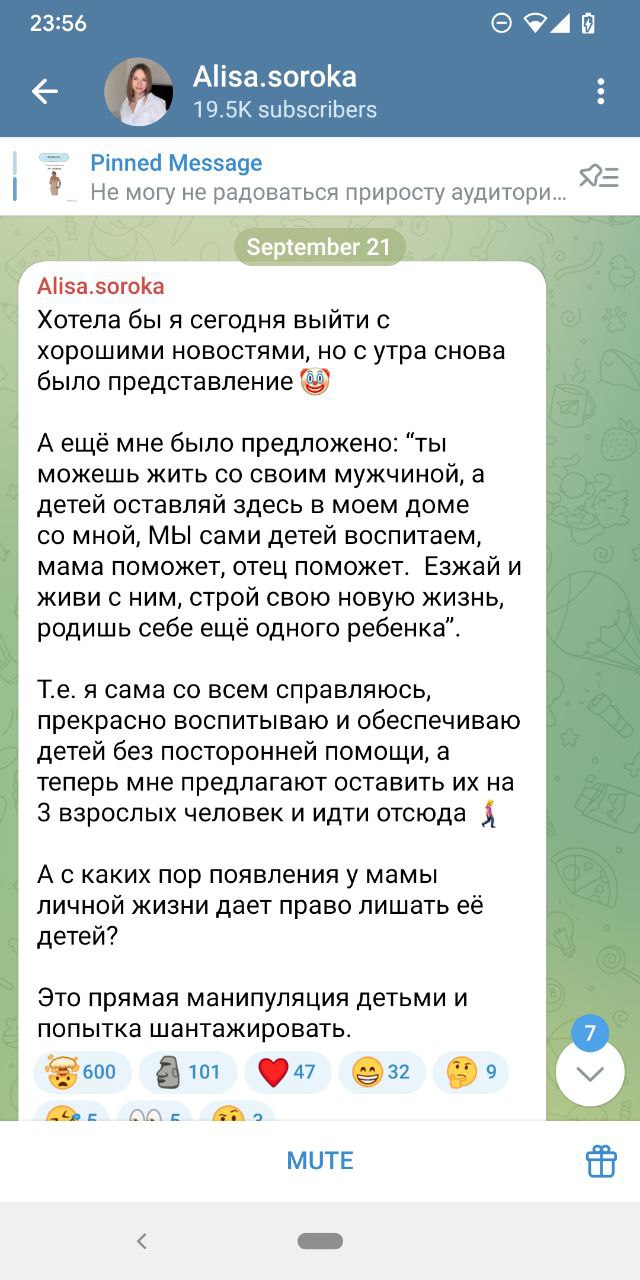 23:56
Alisa.soroka
19.5K subscribers
Pinned Message
Не могу не радоваться приросту аудитори...
September 21
Alisa.soroka
Хотела бы я сегодня выйти с
хорошими новостями, но с утра снова
было представление 🤡
А ещё мне было предложено: “ты
можешь жить со своим мужчиной, а
детей оставляй здесь в моем доме
со мной, МЫ сами детей воспитаем,
мама поможет, отец поможет. Езжай и
живи с ним, строй свою новую жизнь,
родишь себе ещё одного ребенка”.
Т.е. я сама со всем справляюсь,
прекрасно воспитываю и обеспечиваю
детей без посторонней помощи, а
теперь мне предлагают оставить их на
3 взрослых человек и идти отсюда 🚶‍♀️
А с каких пор появления у мамы
личной жизни дает право лишать её
детей?
Это прямая манипуляция детьми и
попытка шантажировать.
🤯 600 🗿 101 ❤️ 47 😁 32 🤔 9
7
5 5 3
MUTE